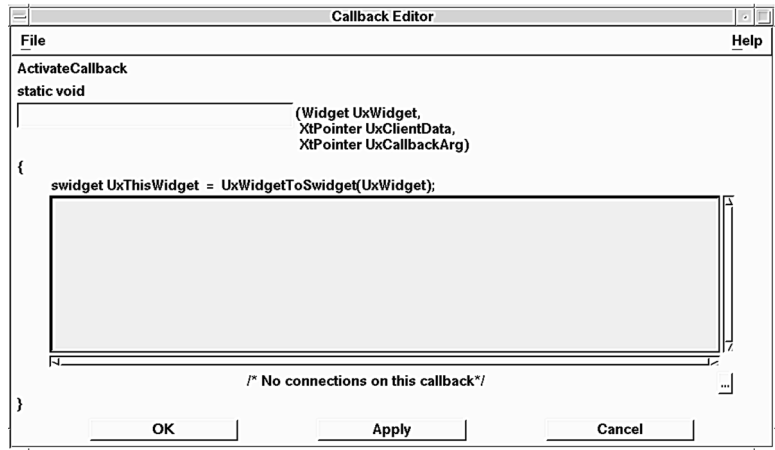 Callback Editor
File Help
ActivateCallback
static void
(Widget UxWidget,
XtPointer UxClientData,
XtPointer UxCallbackArg)
{
swidget UxThisWidget = UxWidgetToSwidget(UxWidget);
/* No connections on this callback*/
...
}
OK Apply Cancel